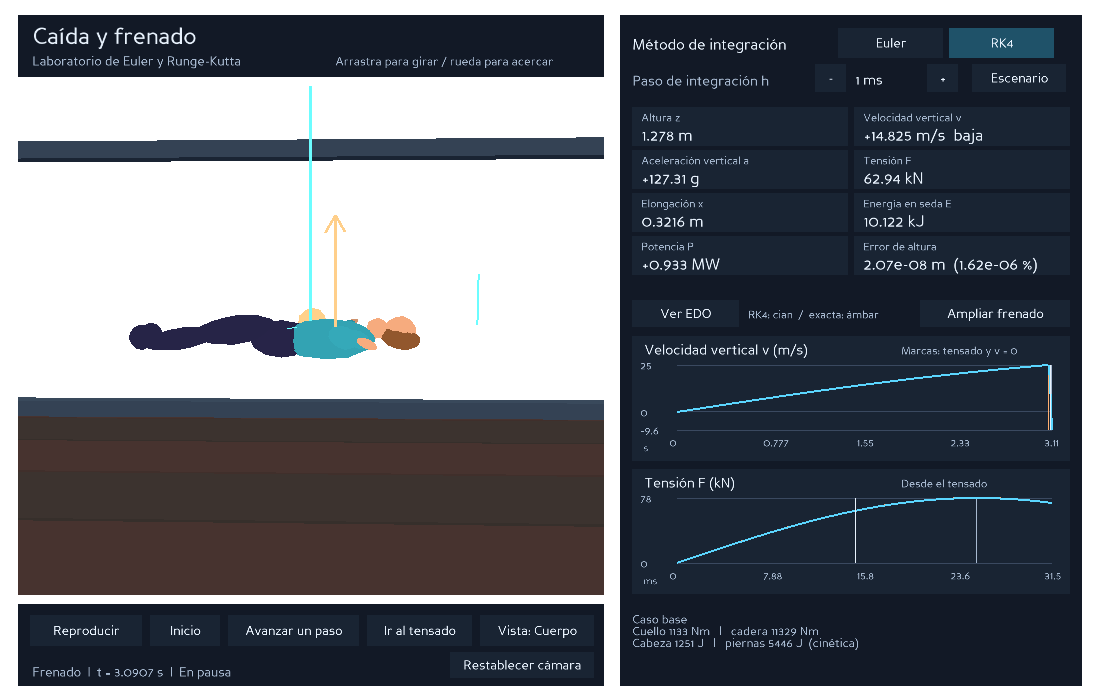 Caída y frenado
Laboratorio de Euler y Runge-Kutta
Arrastra para girar / rueda para acercar
Reproducir
Inicio
Avanzar un paso
Ir al tensado
Vista: Cuerpo
Restablecer cámara
Frenado | t = 3.0907 s | En pausa
Método de integración
Euler
RK4
Paso de integración h
-
1 ms
+
Escenario
Altura z
1.278 m
Velocidad vertical v
+14.825 m/s baja
Aceleración vertical a
+127.31 g
Tensión F
62.94 kN
Elongación x
0.3216 m
Energía en seda E
10.122 kJ
Potencia P
+0.933 MW
Error de altura
2.07e-08 m (1.62e-06 %)
Ver EDO
RK4: cian / exacta: ámbar
Ampliar frenado
Velocidad vertical v (m/s)
Marcas: tensado y v = 0
25
0
-9.6
s
0
0.777
1.55
2.33
3.11
Tensión F (kN)
Desde el tensado
78
0
ms
0
7.88
15.8
23.6
31.5
Caso base
Cuello 1133 Nm | cadera 11329 Nm
Cabeza 1251 J | piernas 5446 J (cinética)